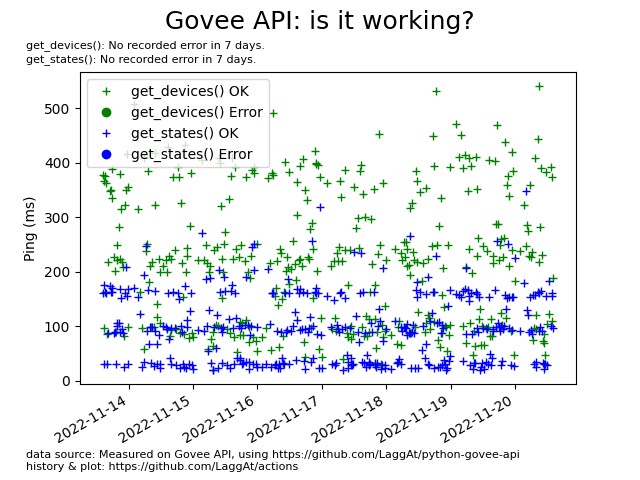 Govee API: is it working?
get_devices(): No recorded error in 7 days.
get_states(): No recorded error in 7 days.
get_devices() OK
get_devices() Error
get_states() OK
get_states() Error
Ping (ms)
500
400
300
200
100
0
2022-11-14
2022-11-15
2022-11-16
2022-11-17
2022-11-18
2022-11-19
2022-11-20
data source: Measured on Govee API, using https://github.com/LaggAt/python-govee-api
history & plot: https://github.com/LaggAt/actions